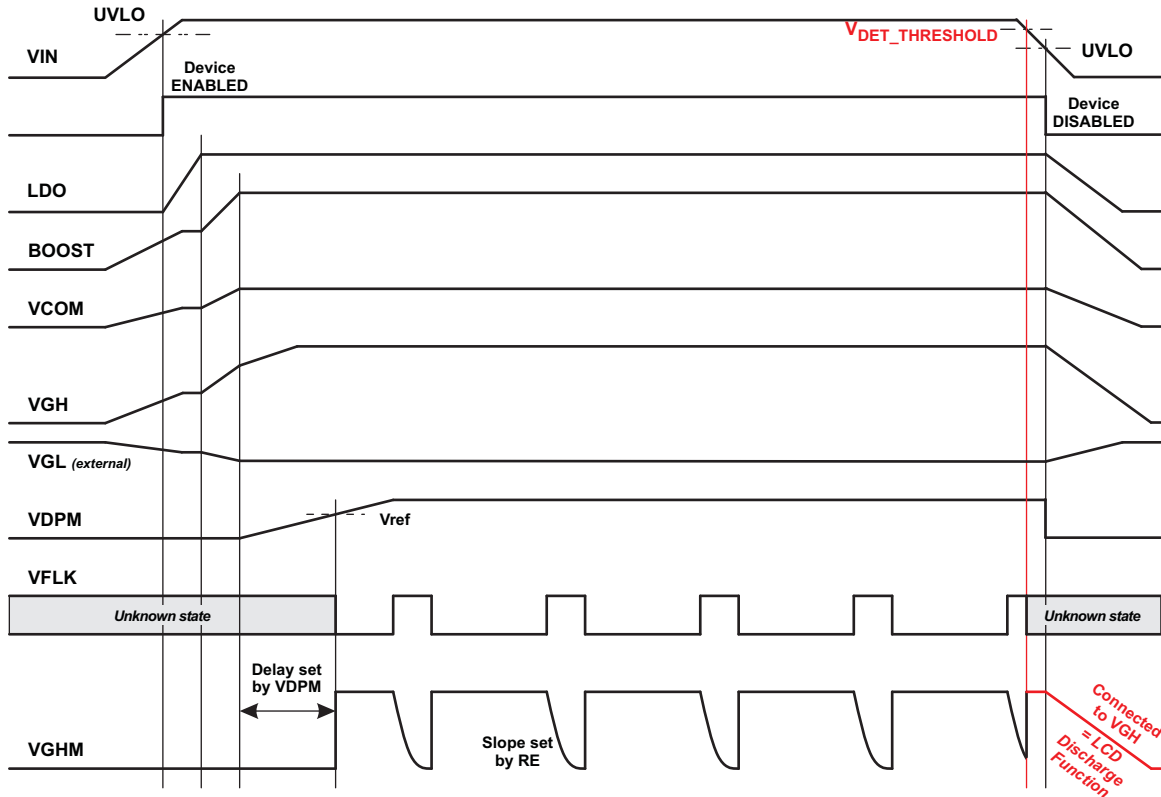 UVLO
VIN
VDET_THRESHOLD
UVLO
Device
ENABLED
Device
DISABLED
LDO
BOOST
VCOM
VGH
VGL (external)
VDPM
Vref
VFLK
Unknown state
Unknown state
Delay set
by VDPM
VGHM
Slope set
by RE
Connected
to VGH
= LCD
Discharge
Function